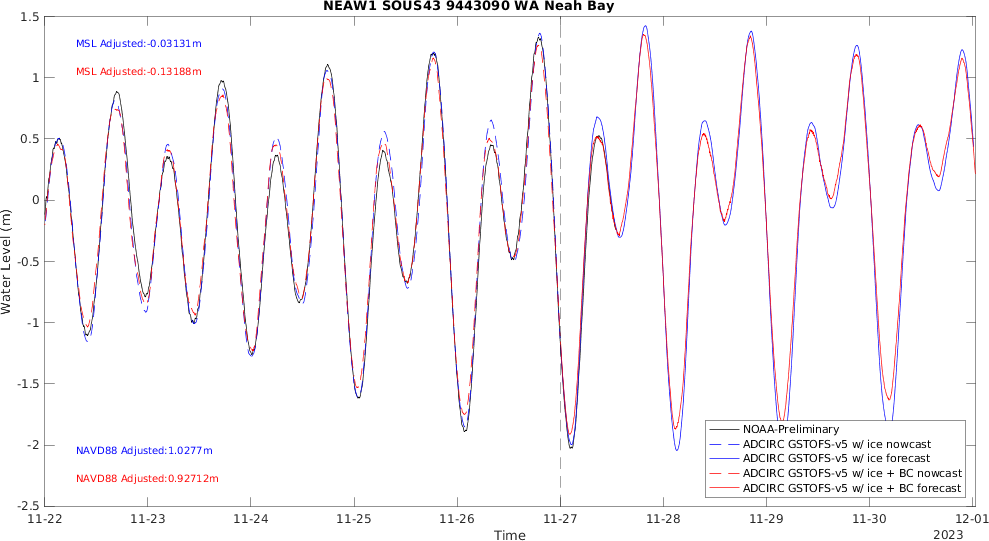 NEAW1 SOUS43 9443090 WA Neah Bay
1.5
1
0.5
0
-0.5
-1
-1.5
-2
-2.5
Water Level (m)
MSL Adjusted:-0.03131m
MSL Adjusted:-0.13188m
NAVD88 Adjusted:1.0277m
NAVD88 Adjusted:0.92712m
NOAA-Preliminary
ADCIRC GSTOFS-v5 w/ ice nowcast
ADCIRC GSTOFS-v5 w/ ice forecast
ADCIRC GSTOFS-v5 w/ ice + BC nowcast
ADCIRC GSTOFS-v5 w/ ice + BC forecast
11-22 11-23 11-24 11-25 11-26 11-27 11-28 11-29 11-30 12-01
Time
2023